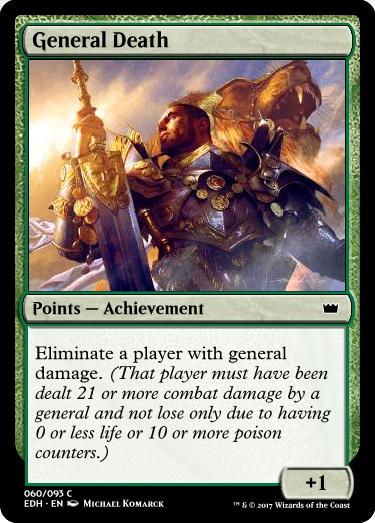 General Death
Points — Achievement
Eliminate a player with general
damage. (That player must have been
dealt 21 or more combat damage by a
general and not lose only due to having
0 or less life or 10 or more poison
counters.)
+1
060/093 C
EDH • EN Michael Komarck
™ & © 2017 Wizards of the Coast